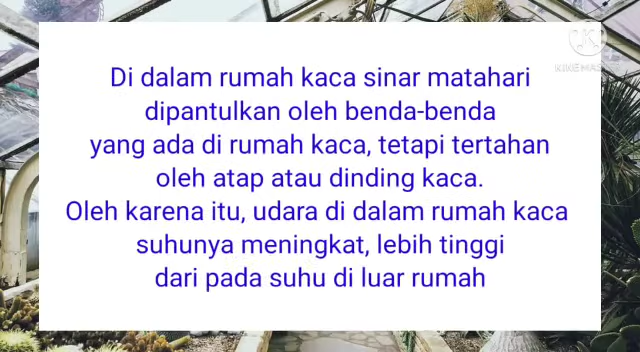 Di dalam rumah kaca sinar matahari
dipantulkan oleh benda-benda
yang ada di rumah kaca, tetapi tertahan
oleh atap atau dinding kaca.
Oleh karena itu, udara di dalam rumah kaca
suhunya meningkat, lebih tinggi
dari pada suhu di luar rumah